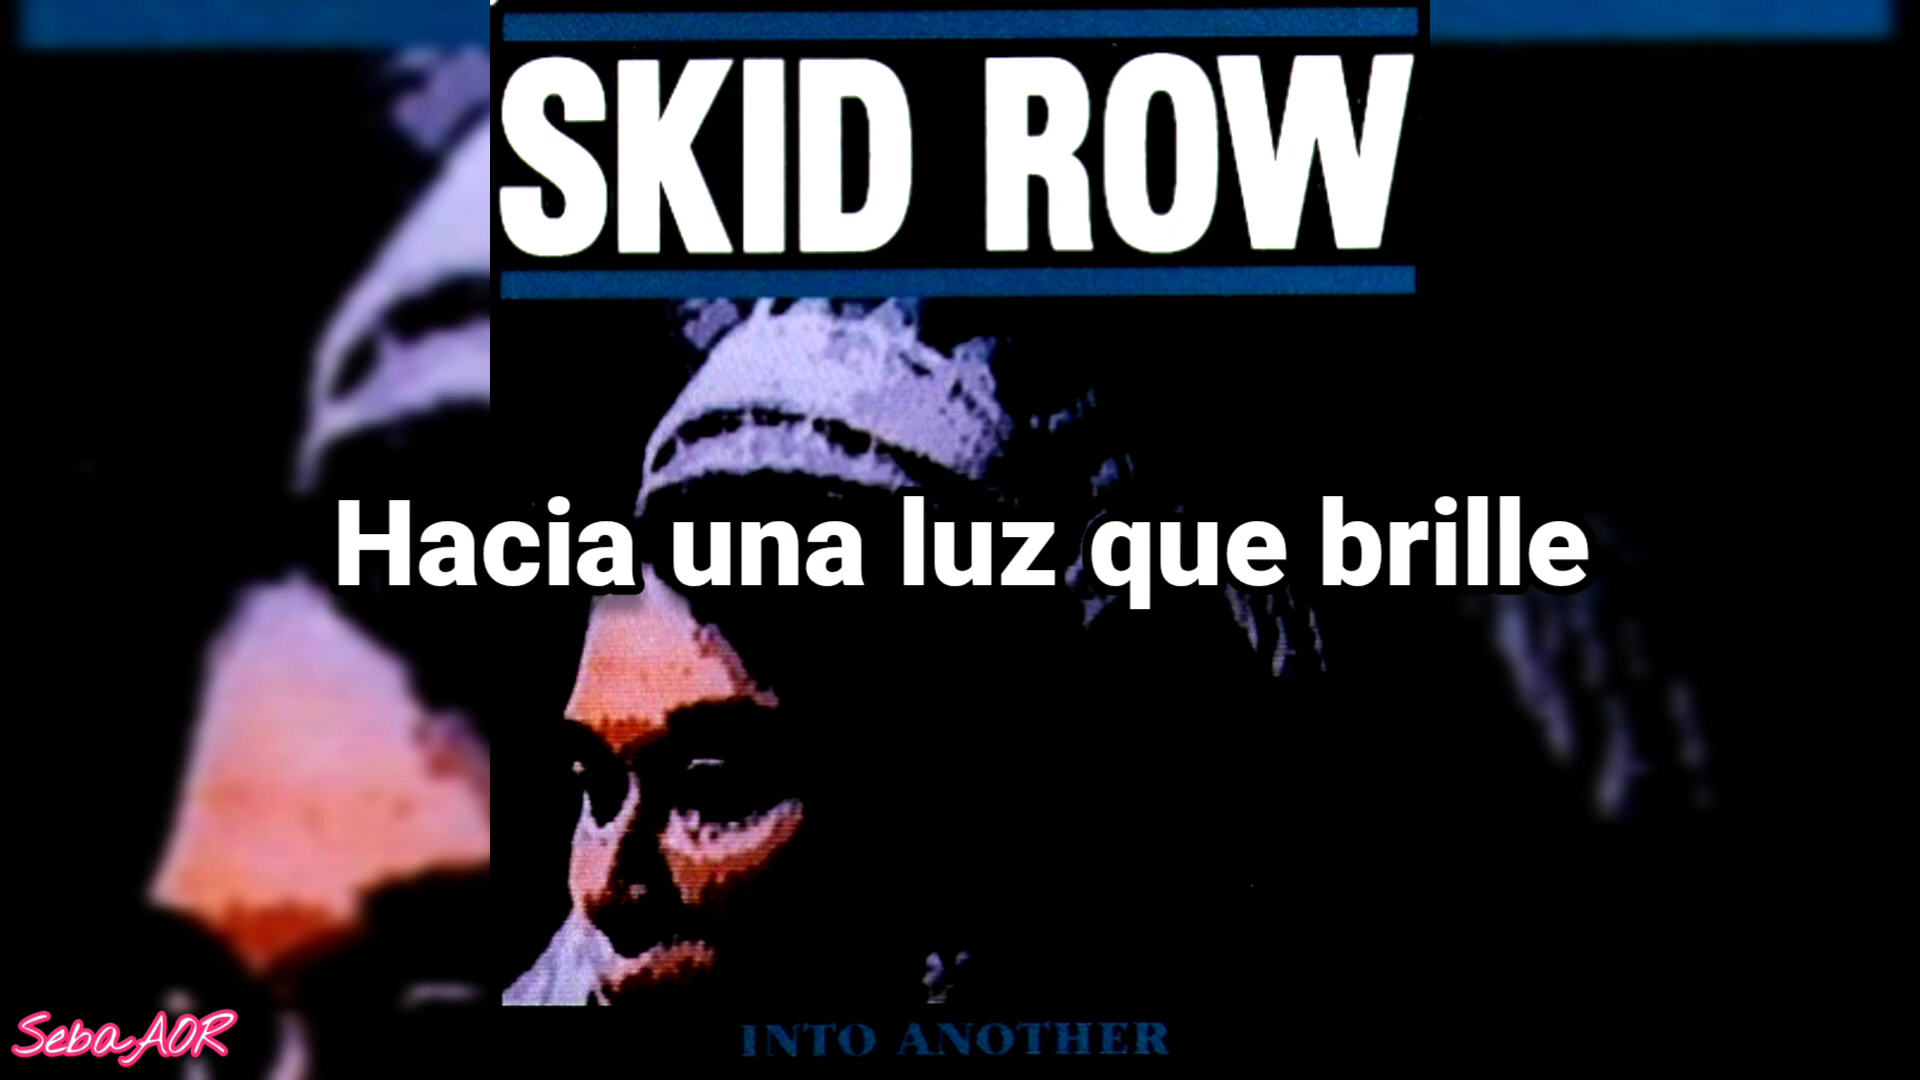 SKID ROW
Hacia una luz que brille
INTO ANOTHER
Seba AOR